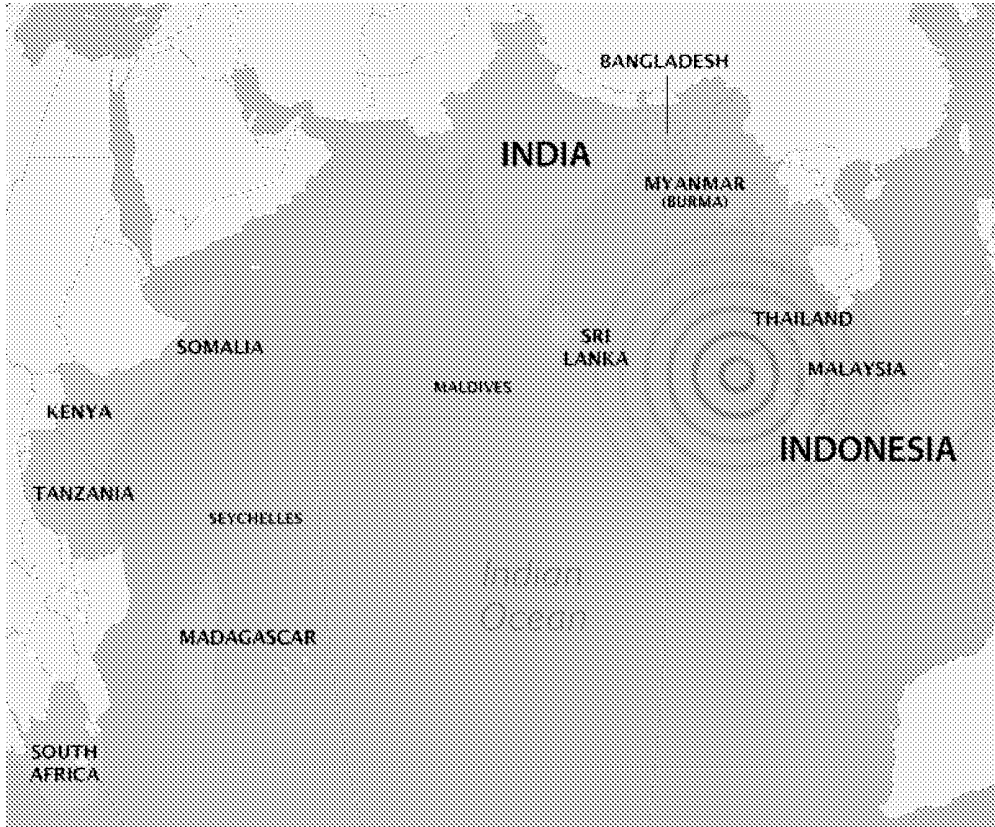 BANGLADESH
INDIA
MYANMAR
(BURMA)
THAILAND
SRI
LANKA
SOMALIA
MALAYSIA
MALDIVES
KENYA
INDONESIA
TANZANIA
SEYCHELLES
Indian
Ocean
MADAGASCAR
SOUTH
AFRICA